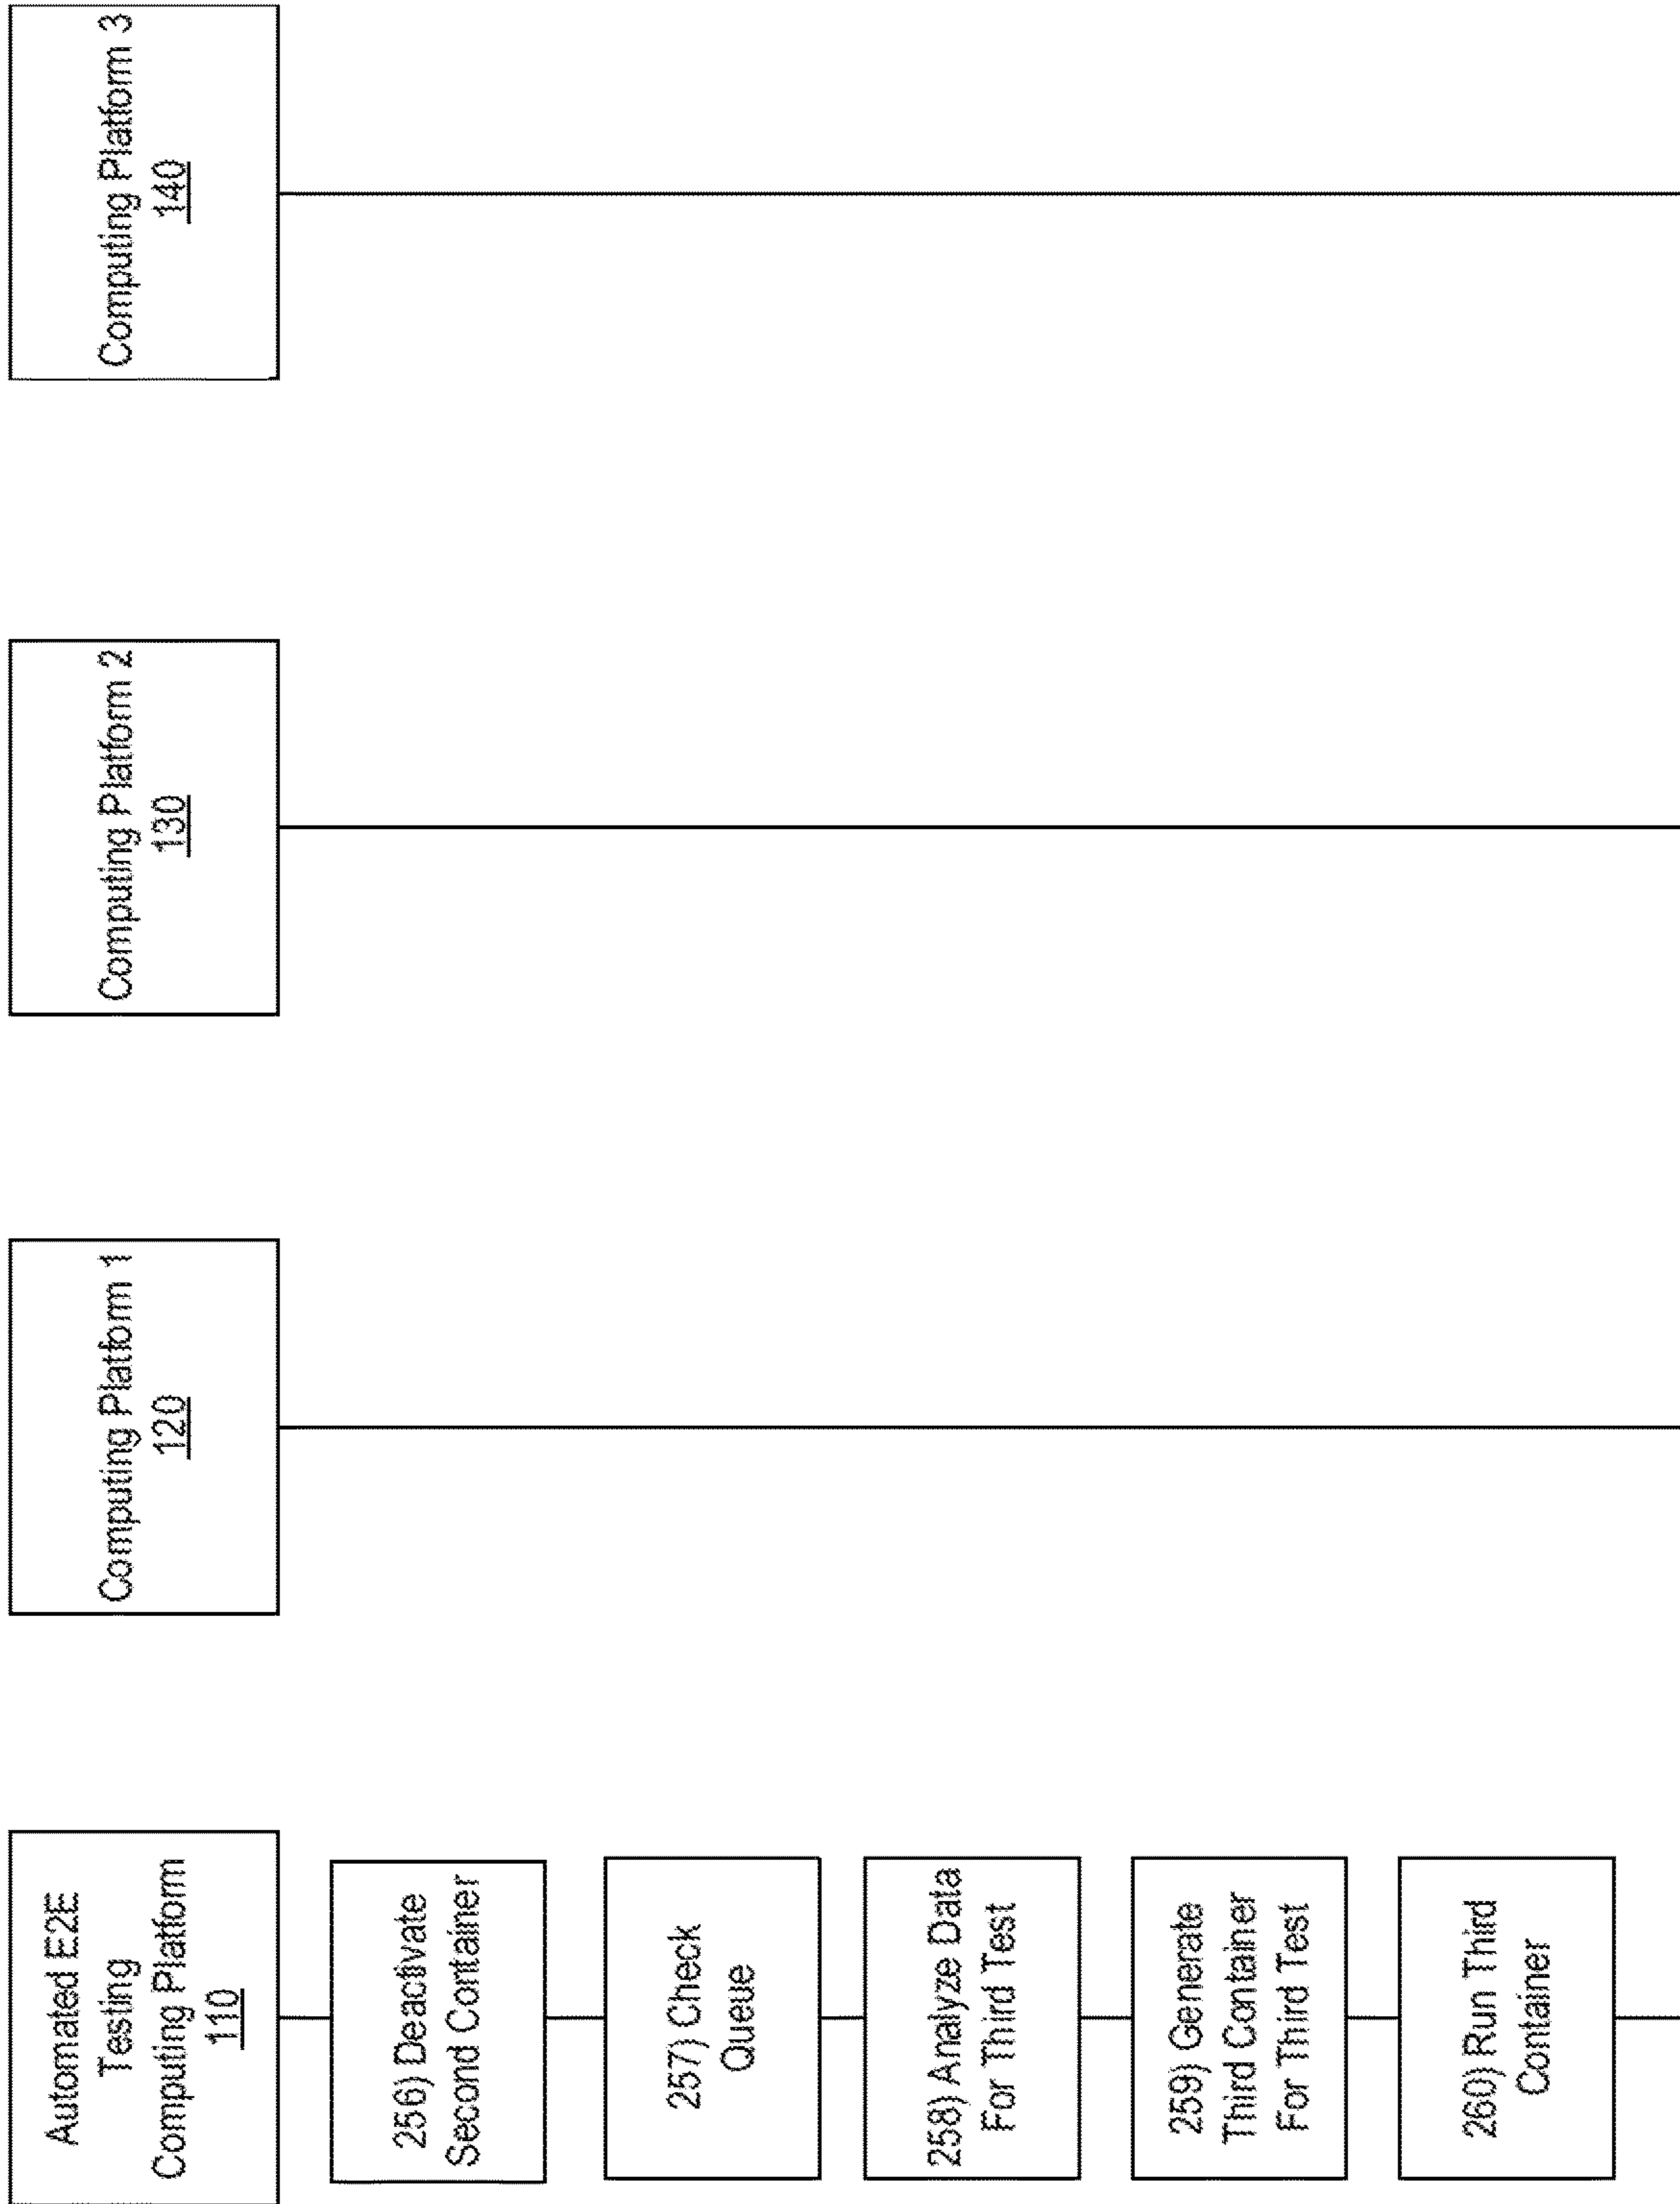 Automated E2E
Testing
Computing Platform
110
Computing Platform 1
120
Computing Platform 2
130
Computing Platform 3
140
256) Deactivate
Second Container
257) Check
Queue
258) Analyze Data
For Third Test
259) Generate
Third Container
For Third Test
260) Run Third
Container